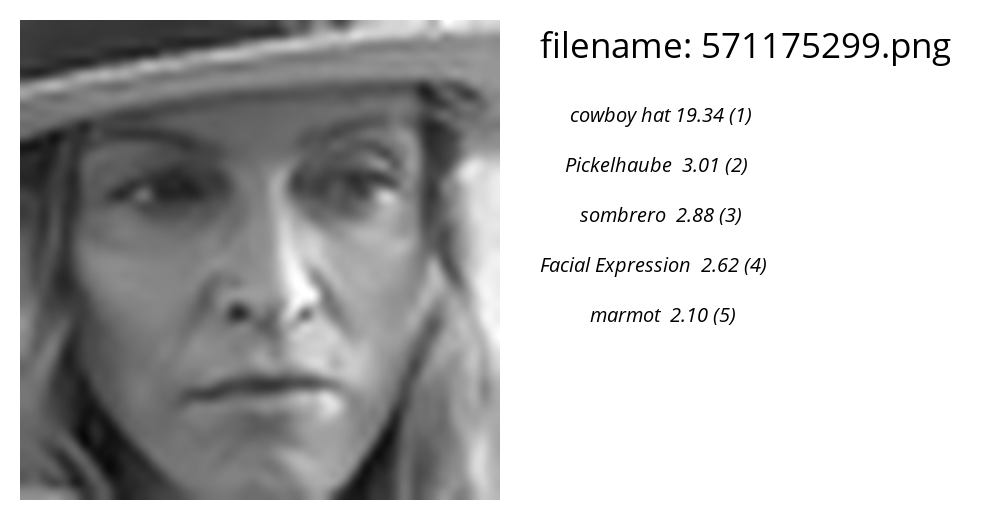 filename: 571175299.png
cowboy hat 19.34 (1)
Pickelhaube 3.01 (2)
sombrero 2.88 (3)
Facial Expression 2.62 (4)
marmot 2.10 (5)